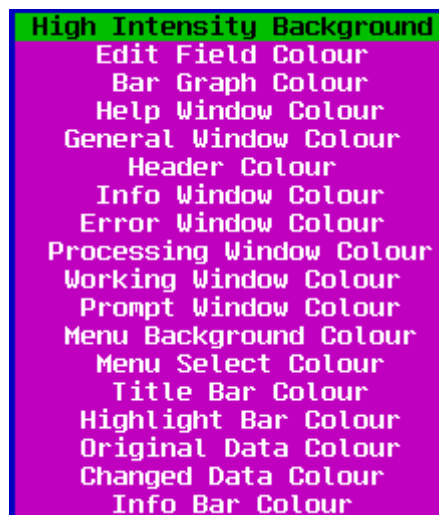 High Intensity Background
Edit Field Colour
Bar Graph Colour
Help Window Colour
General Window Colour
Header Colour
Info Window Colour
Error Window Colour
Processing Window Colour
Working Window Colour
Prompt Window Colour
Menu Background Colour
Menu Select Colour
Title Bar Colour
Highlight Bar Colour
Original Data Colour
Changed Data Colour
Info Bar Colour